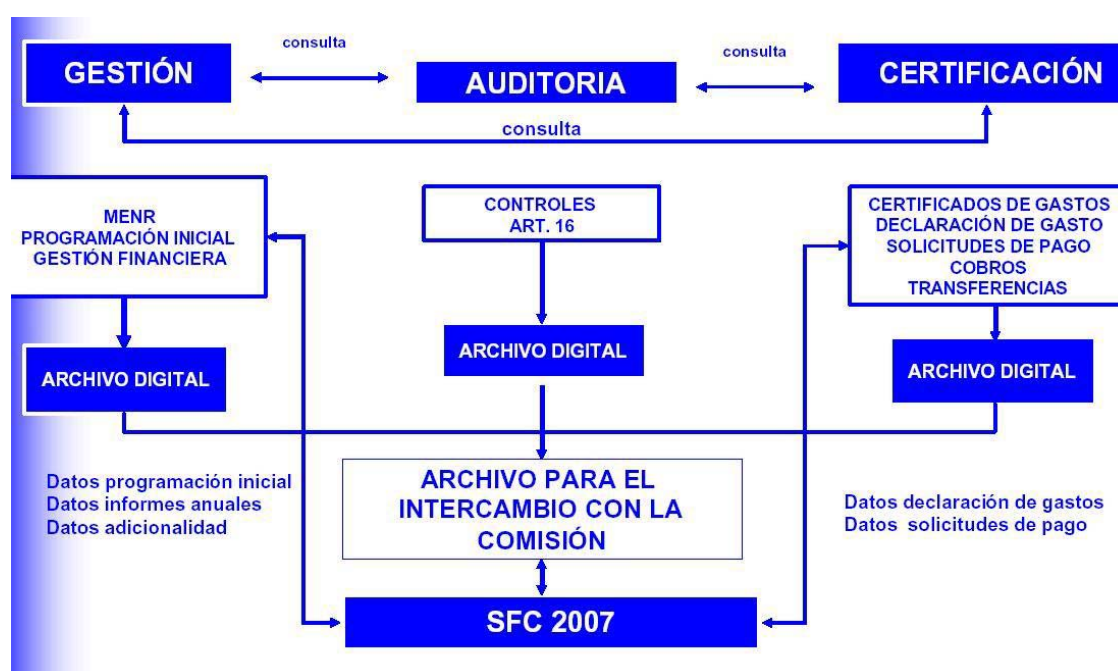 consulta
consulta
GESTIÓN
AUDITORIA
CERTIFICACIÓN
consulta
MENR
PROGRAMACIÓN INICIAL
GESTIÓN FINANCIERA
CONTROLES
ART. 16
CERTIFICADOS DE GASTOS
DECLARACIÓN DE GASTO
SOLICITUDES DE PAGO
COBROS
TRANSFERENCIAS
ARCHIVO DIGITAL
ARCHIVO DIGITAL
ARCHIVO DIGITAL
Datos programación inicial
Datos informes anuales
Datos adicionalidad
ARCHIVO PARA EL
INTERCAMBIO CON LA
COMISIÓN
Datos declaración de gastos
Datos solicitudes de pago
SFC 2007